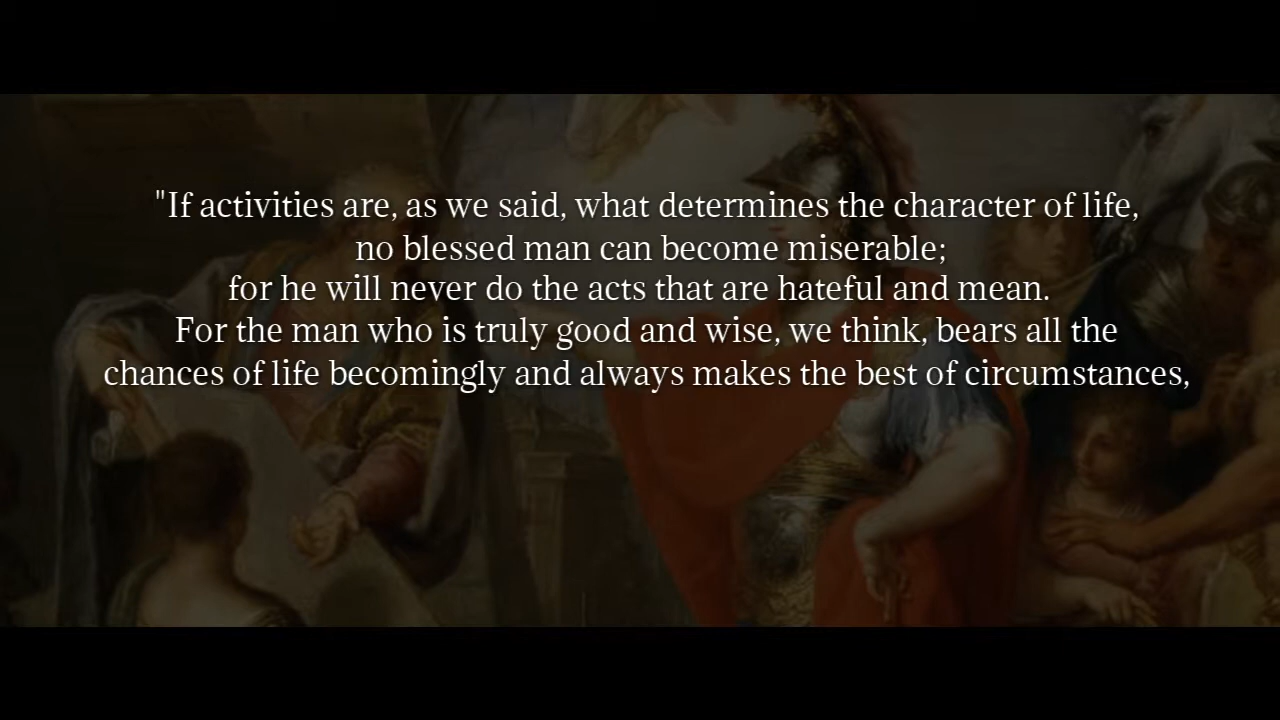 "If activities are, as we said, what determines the character of life,
no blessed man can become miserable;
for he will never do the acts that are hateful and mean.
For the man who is truly good and wise, we think, bears all the
chances of life becomingly and always makes the best of circumstances,